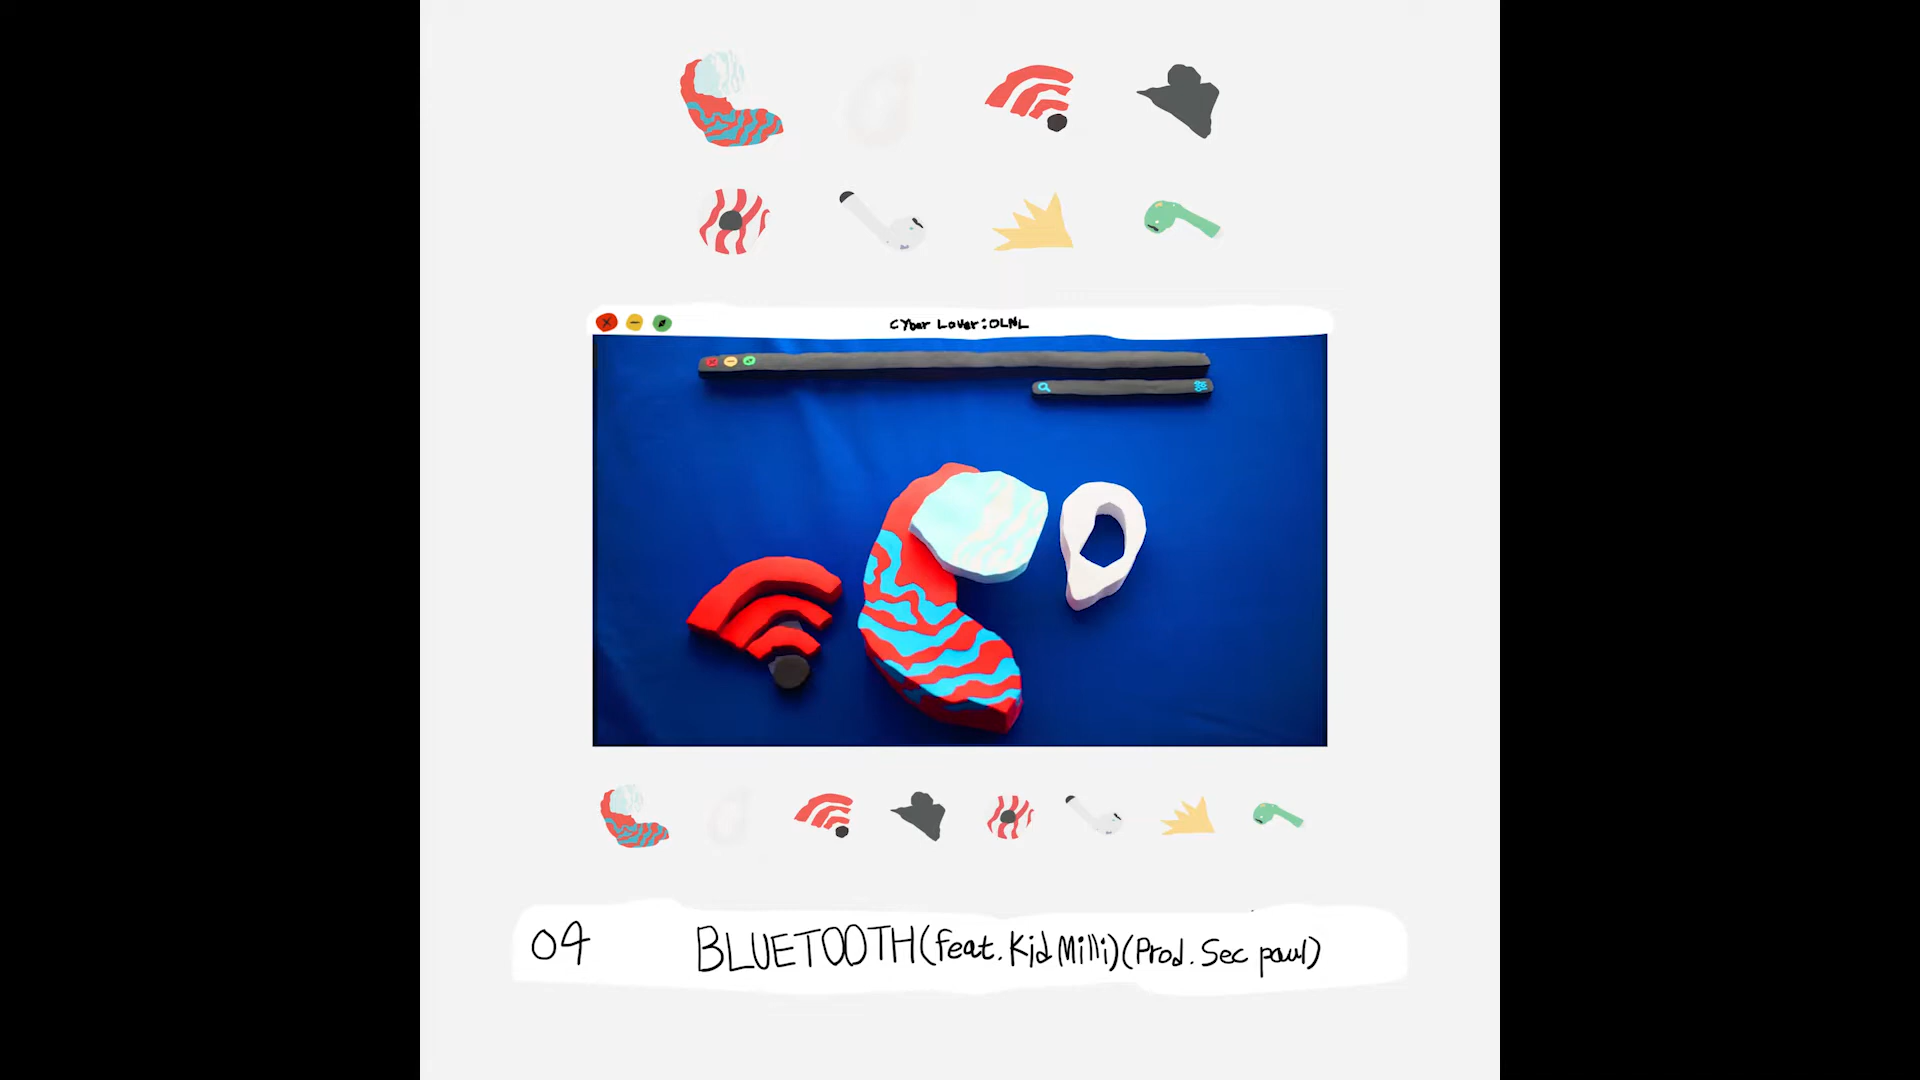 Cyber Lover:OLNL
04 BLUETOOTH(feat. Kid Milli)(Prod. Sec paul)